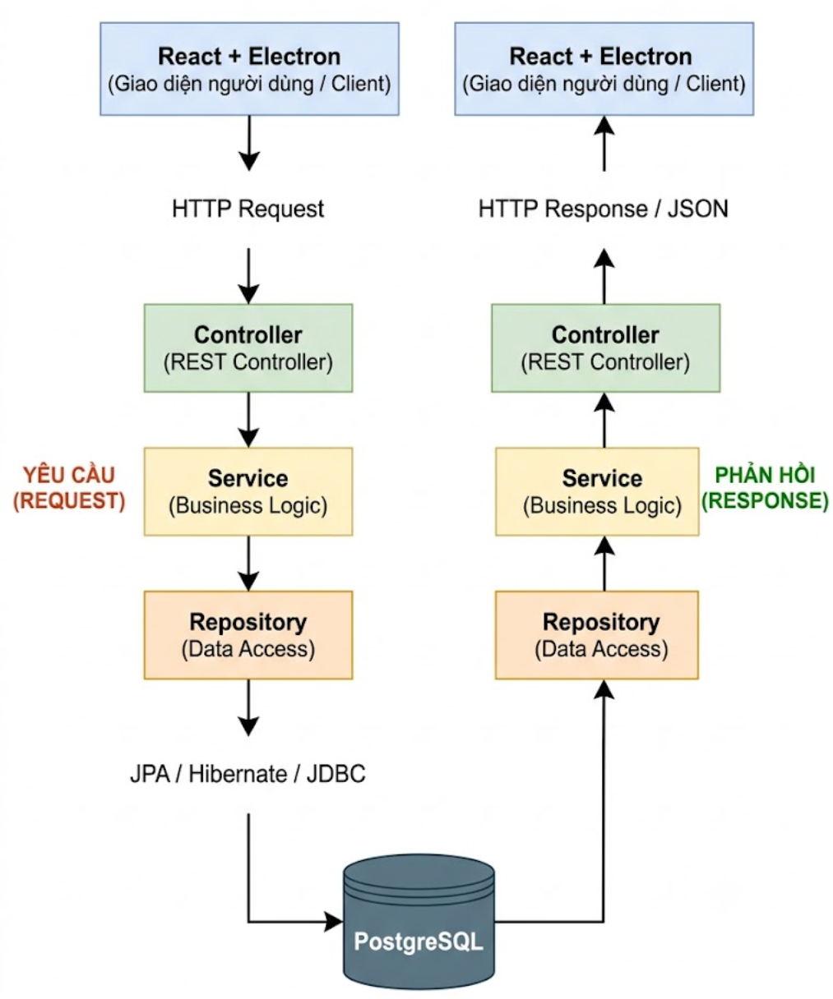 React + Electron
(Giao diện người dùng / Client)
HTTP Request
Controller
(REST Controller)
YÊU CẦU
(REQUEST)
Service
(Business Logic)
Repository
(Data Access)
JPA / Hibernate / JDBC
PostgreSQL
React + Electron
(Giao diện người dùng / Client)
HTTP Response / JSON
Controller
(REST Controller)
Service
(Business Logic)
PHẢN HỒI
(RESPONSE)
Repository
(Data Access)